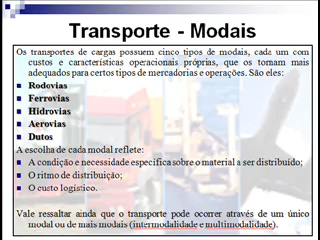 Transporte - Modais
Os transportes de cargas possuem cinco tipos de modais, cada um com
custos e características operacionais próprias, que os tornam mais
adequados para certos tipos de mercadorias e operações. São eles:
Rodovias
Ferrovias
Hidrovias
Aerovias
Dutos
A escolha de cada modal reflete:
A condição e necessidade específica sobre o material a ser distribuído;
O ritmo de distribuição;
O custo logístico.
Vale ressaltar ainda que o transporte pode ocorrer através de um único
modal ou de mais modais (intermodalidade e multimodalidade).